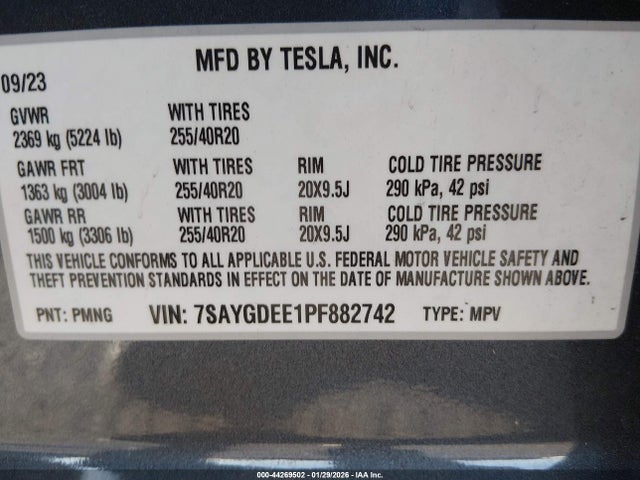 MFD BY TESLA, INC.
09/23
GVWR WITH TIRES
2369 kg (5224 lb) 255/40R20
GAWR FRT WITH TIRES RIM COLD TIRE PRESSURE
1363 kg (3004 lb) 255/40R20 20X9.5J 290 kPa, 42 psi
GAWR RR WITH TIRES RIM COLD TIRE PRESSURE
1500 kg (3306 lb) 255/40R20 20X9.5J 290 kPa, 42 psi
THIS VEHICLE CONFORMS TO ALL APPLICABLE U.S. FEDERAL MOTOR VEHICLE SAFETY AND
THEFT PREVENTION STANDARDS IN EFFECT ON THE DATE OF MANUFACTURE SHOWN ABOVE.
PNT: PMNG VIN: 7SAYGDEE1PF882742 TYPE: MPV
000-44269502 - 01/29/2026 - IAA Inc.